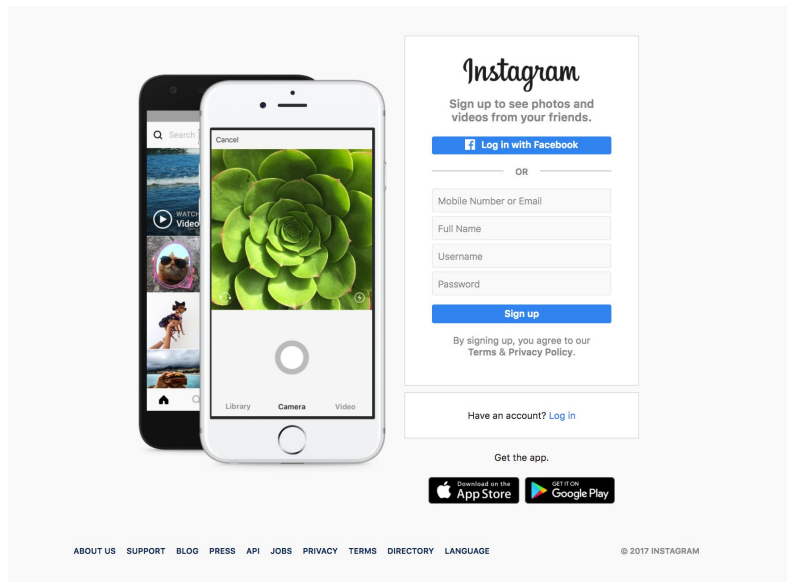 Search
WATCH
Video
Cancel
Library Camera Video
Instagram
Sign up to see photos and
videos from your friends.
Log in with Facebook
OR
Mobile Number or Email
Full Name
Username
Password
Sign up
By signing up, you agree to our
Terms & Privacy Policy.
Have an account? Log in
Get the app.
Download on the
App Store
GET IT ON
Google Play
ABOUT US SUPPORT BLOG PRESS API JOBS PRIVACY TERMS DIRECTORY LANGUAGE
© 2017 INSTAGRAM